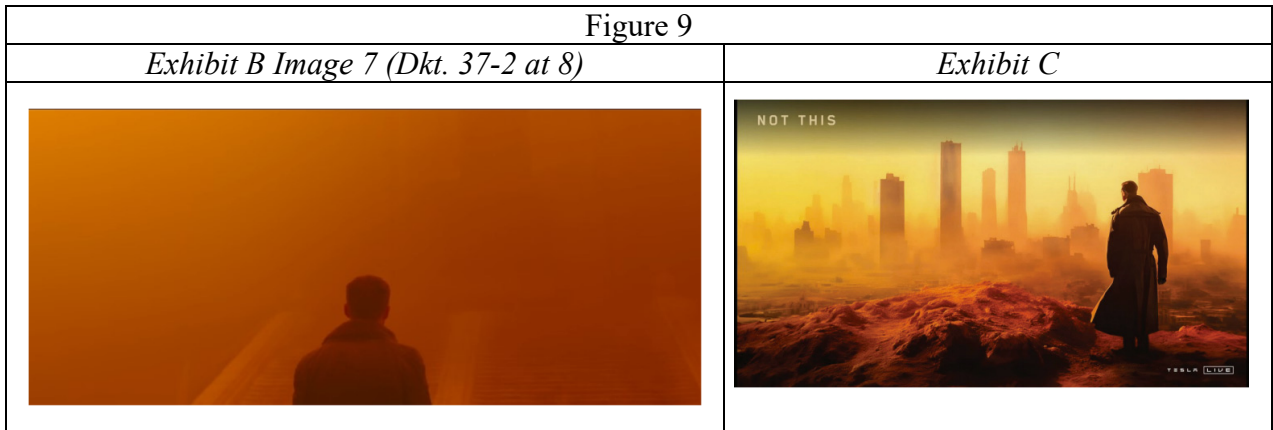 Figure 9
Exhibit B Image 7 (Dkt. 37-2 at 8)
Exhibit C
NOT THIS
TESLA LIVE